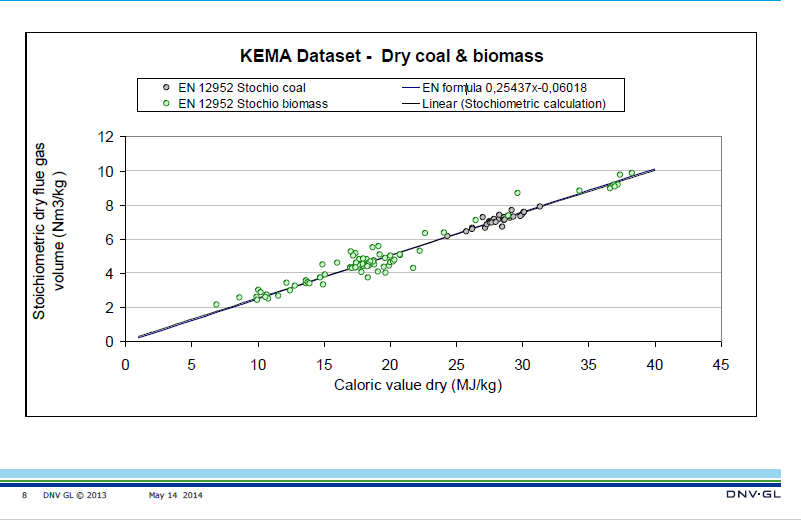 KEMA Dataset - Dry coal & biomass
EN 12952 Stochio coal
EN formula 0,25437x-0,06018
EN 12952 Stochio biomass
Linear (Stochiometric calculation)
Stoichiometric dry flue gas
volume (Nm3/kg )
12
10
8
6
4
2
0
0 5 10 15 20 25 30 35 40 45
Caloric value dry (MJ/kg)
8 DNV GL © 2013 May 14 2014
DNV·GL